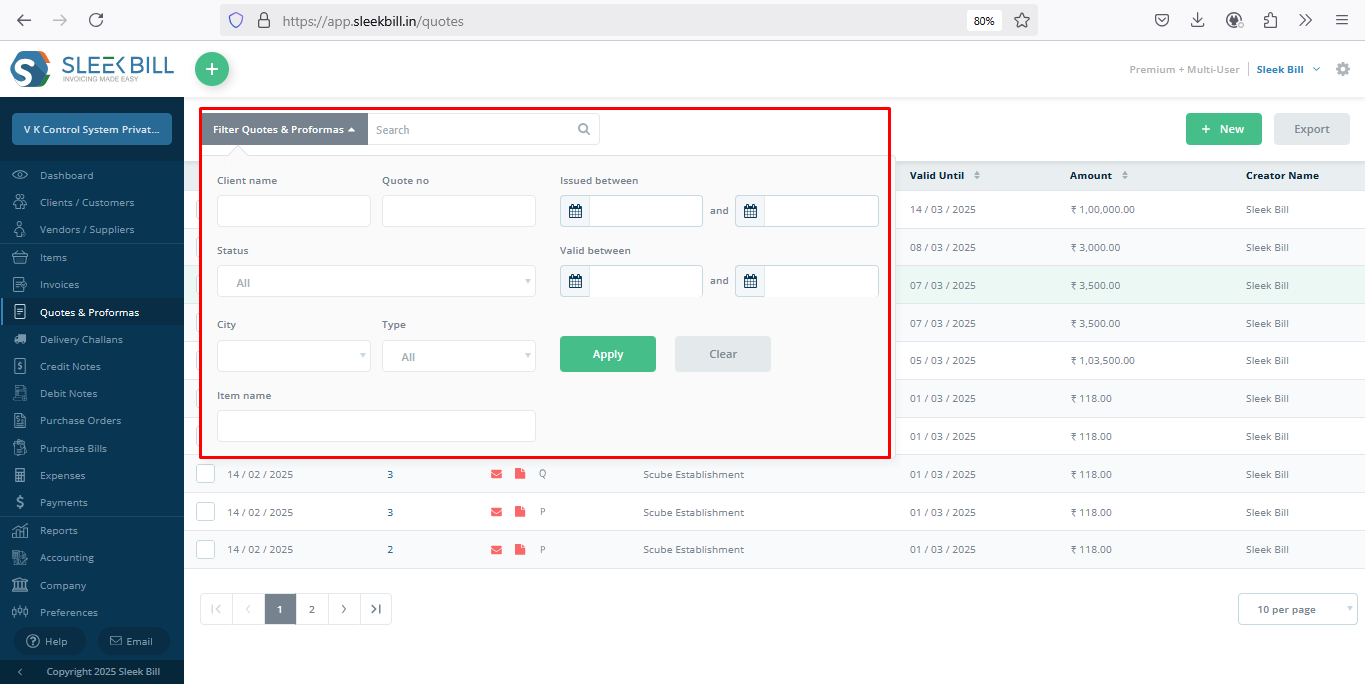 https://app.sleekbill.in/quotes
80%
SLEEK BILL
INVOICING MADE EASY
Premium + Multi-User
Sleek Bill
V K Control System Privat...
Dashboard
Clients / Customers
Vendors / Suppliers
Items
Invoices
Quotes & Proformas
Delivery Challans
Credit Notes
Debit Notes
Purchase Orders
Purchase Bills
Expenses
Payments
Reports
Accounting
Company
Preferences
Help
Email
Copyright 2025 Sleek Bill
Filter Quotes & Proformas
Search
+ New
Export
Client name
Quote no
Issued between
and
Status
All
Valid between
and
City
Type
All
Apply
Clear
Item name
Valid Until Amount Creator Name
14 / 03 / 2025 ₹ 1,00,000.00 Sleek Bill
08 / 03 / 2025 ₹ 3,000.00 Sleek Bill
07 / 03 / 2025 ₹ 3,500.00 Sleek Bill
07 / 03 / 2025 ₹ 3,500.00 Sleek Bill
05 / 03 / 2025 ₹ 1,03,500.00 Sleek Bill
01 / 03 / 2025 ₹ 118.00 Sleek Bill
01 / 03 / 2025 ₹ 118.00 Sleek Bill
14 / 02 / 2025 3 Q Scube Establishment 01 / 03 / 2025 ₹ 118.00 Sleek Bill
14 / 02 / 2025 3 P Scube Establishment 01 / 03 / 2025 ₹ 118.00 Sleek Bill
14 / 02 / 2025 2 P Scube Establishment 01 / 03 / 2025 ₹ 118.00 Sleek Bill
1 2
10 per page